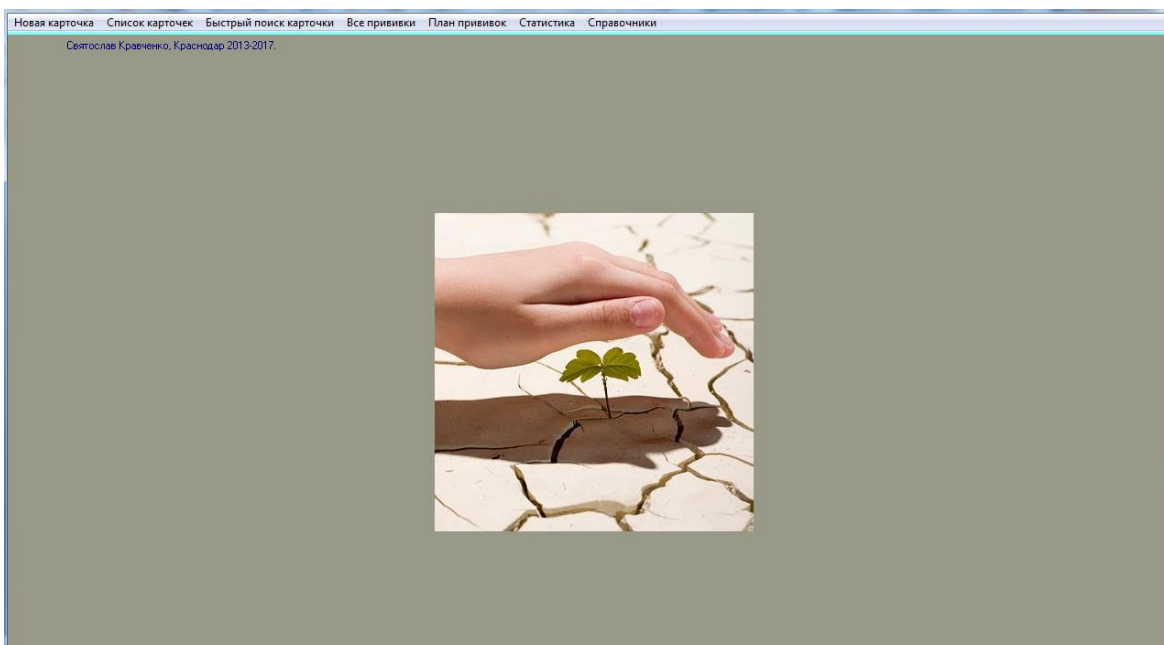 Новая карточка Список карточек Быстрый поиск карточки Все прививки План прививок Статистика Справочники
Святослав Кравченко, Краснодар 2013-2017.